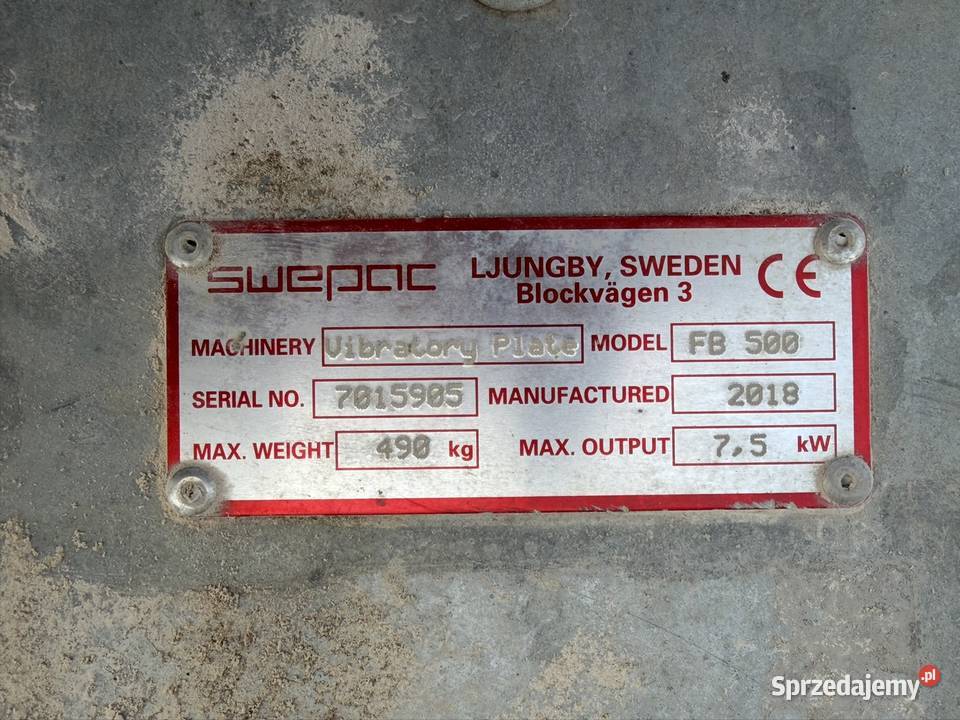 swepac LJUNGBY, SWEDEN CE
Blockvägen 3
MACHINERY Vibratory Plate MODEL FB 500
SERIAL NO. 7015905 MANUFACTURED 2018
MAX. WEIGHT 490 kg MAX. OUTPUT 7,5 kW
Sprzedajemy.pl